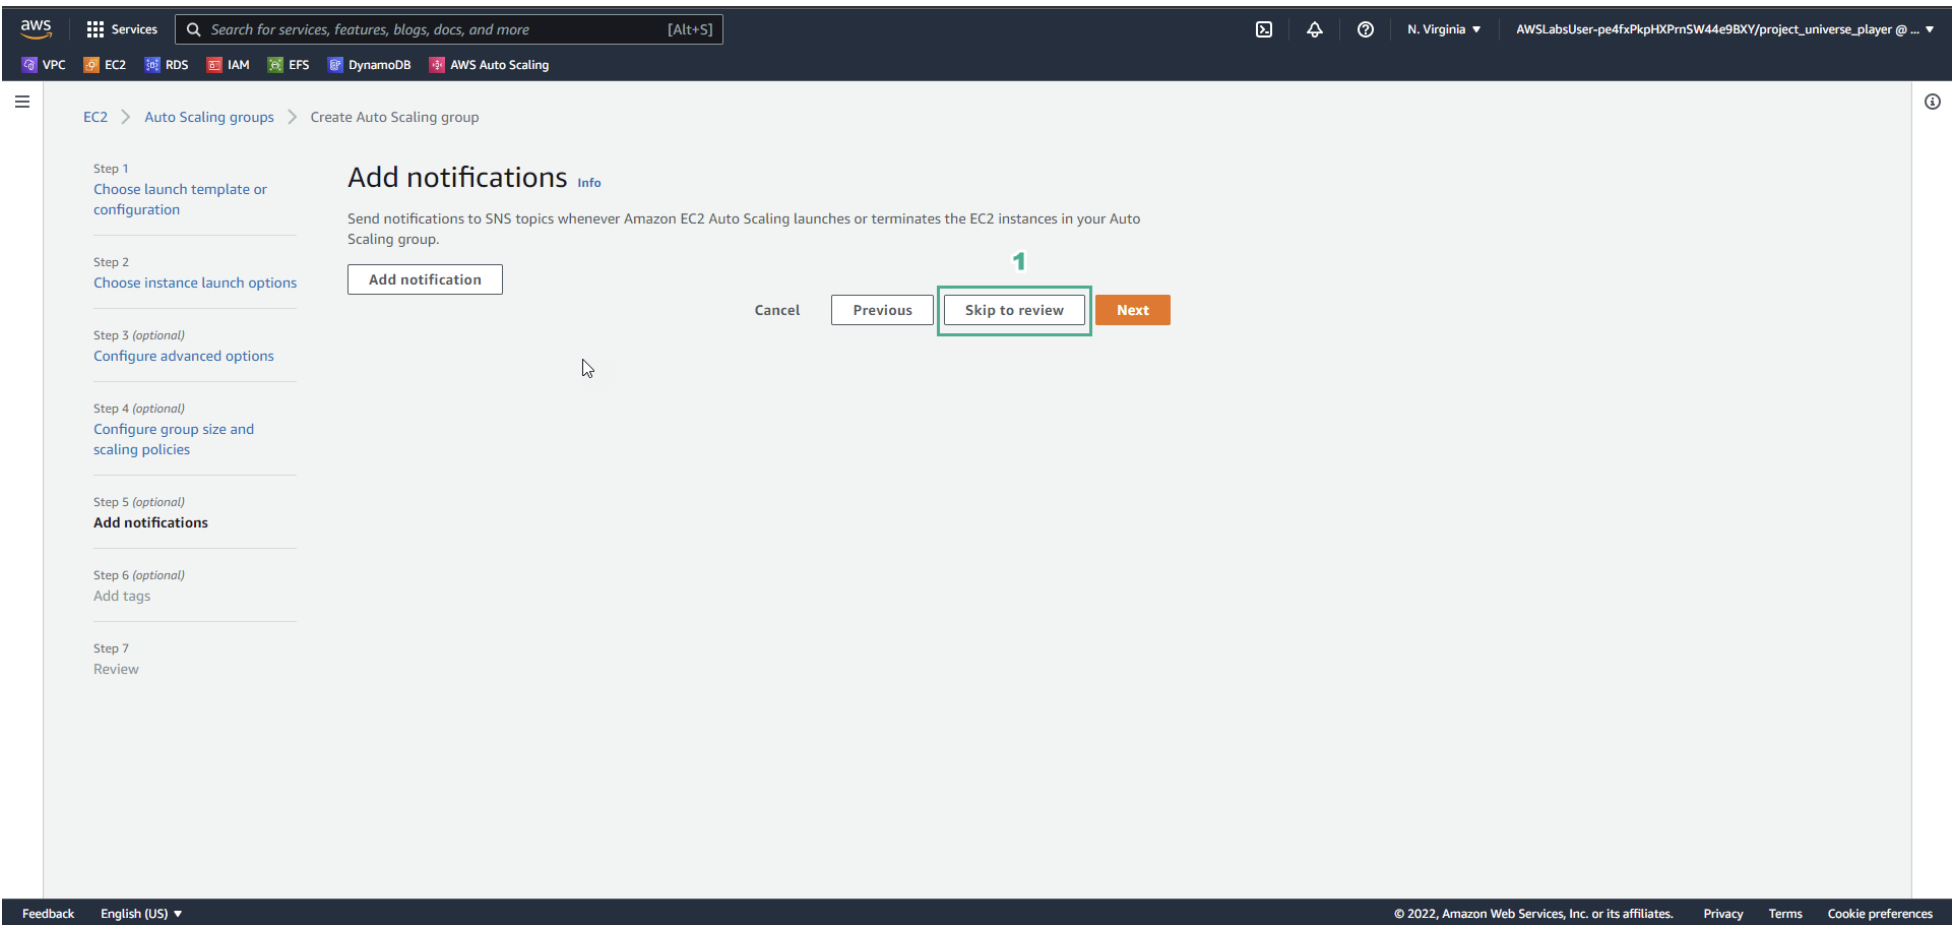 aws
Services
Search for services, features, blogs, docs, and more [Alt+S]
N. Virginia ▼
AWSLabsUser-pe4fxPkpHXPrnSW44e9BXY/project_universe_player @ ... ▼
VPC EC2 RDS IAM EFS DynamoDB AWS Auto Scaling
EC2 > Auto Scaling groups > Create Auto Scaling group
Step 1
Choose launch template or
configuration
Step 2
Choose instance launch options
Step 3 (optional)
Configure advanced options
Step 4 (optional)
Configure group size and
scaling policies
Step 5 (optional)
Add notifications
Step 6 (optional)
Add tags
Step 7
Review
Add notifications Info
Send notifications to SNS topics whenever Amazon EC2 Auto Scaling launches or terminates the EC2 instances in your Auto
Scaling group.
Add notification
1
Cancel Previous Skip to review Next
Feedback English (US) ▼
© 2022, Amazon Web Services, Inc. or its affiliates. Privacy Terms Cookie preferences